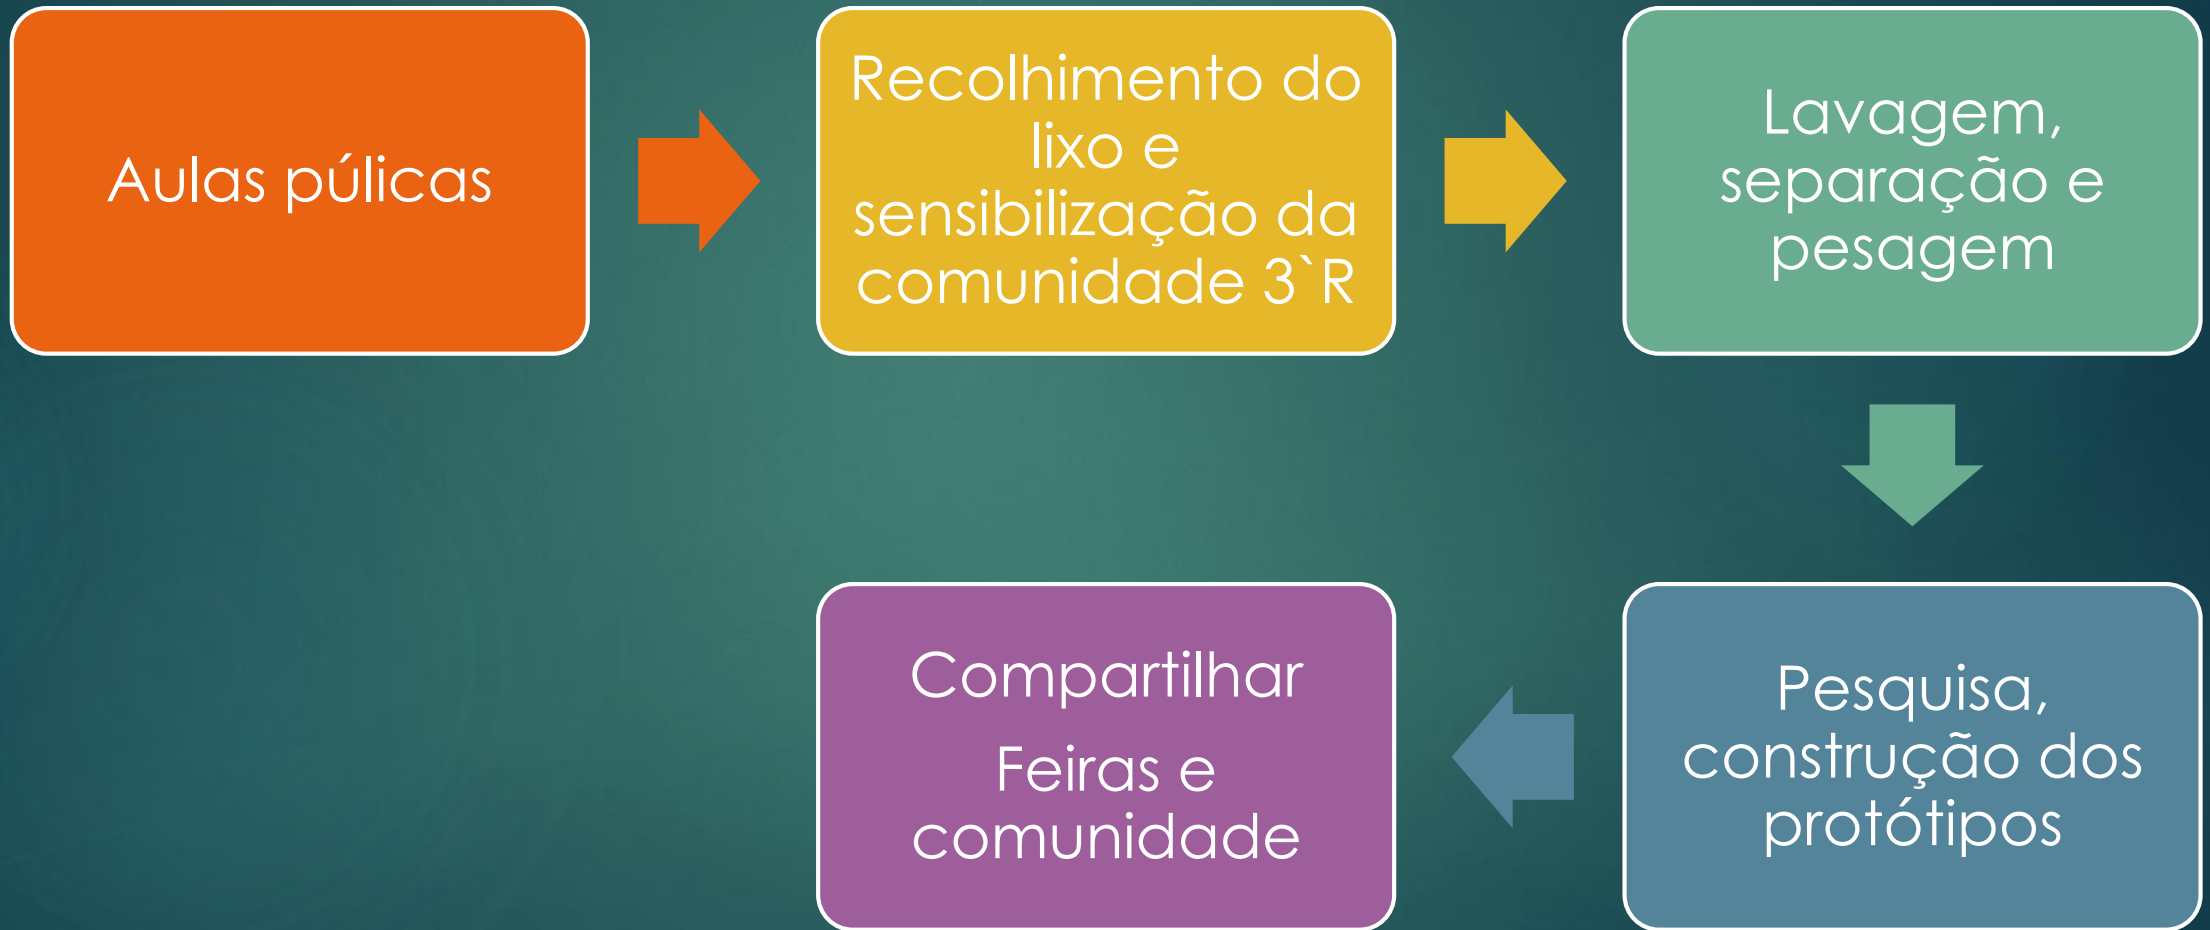 Aulas púlicas
Recolhimento do
lixo e
sensibilização da
comunidade 3`R
Lavagem,
separação e
pesagem
Pesquisa,
construção dos
protótipos
Compartilhar
Feiras e
comunidade